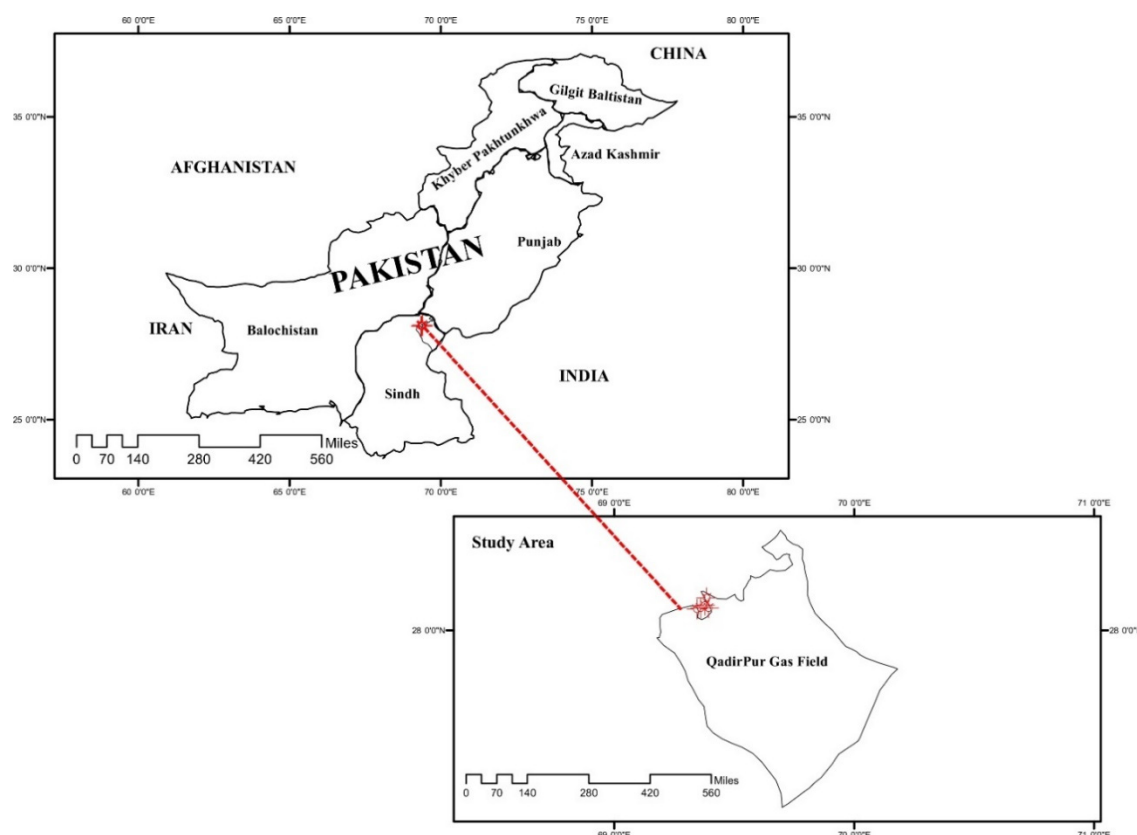 60 0'0"E 65 0'0"E 70 0'0"E 75 0'0"E 80 0'0"E
CHINA
Gilgit Baltistan
35 0'0"N 35 0'0"N
Khyber Pakhtunkhwa
Azad Kashmir
AFGHANISTAN
Punjab
30 0'0"N 30 0'0"N
PAKISTAN
IRAN
Balochistan
INDIA
Sindh
25 0'0"N 25 0'0"N
Miles
0 70 140 280 420 560
60 0'0"E 65 0'0"E 70 0'0"E 75 0'0"E 80 0'0"E
69 0'0"E 70 0'0"E 71 0'0"E
Study Area
28 0'0"N 28 0'0"N
QadirPur Gas Field
Miles
0 70 140 280 420 560
69 0'0"E 70 0'0"E 71 0'0"E